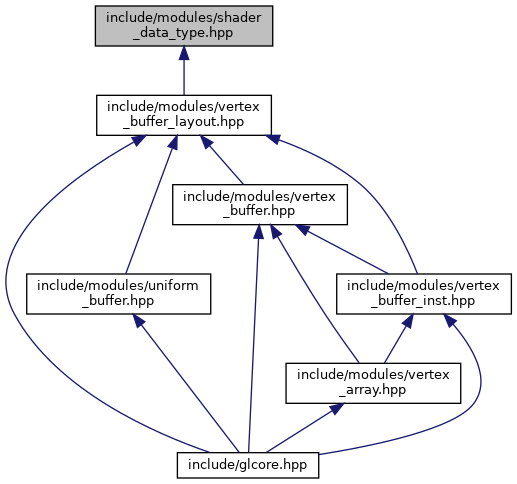 include/modules/shader
_data_type.hpp
include/modules/vertex
_buffer_layout.hpp
include/modules/vertex
_buffer.hpp
include/modules/uniform
_buffer.hpp
include/modules/vertex
_buffer_inst.hpp
include/modules/vertex
_array.hpp
include/glcore.hpp